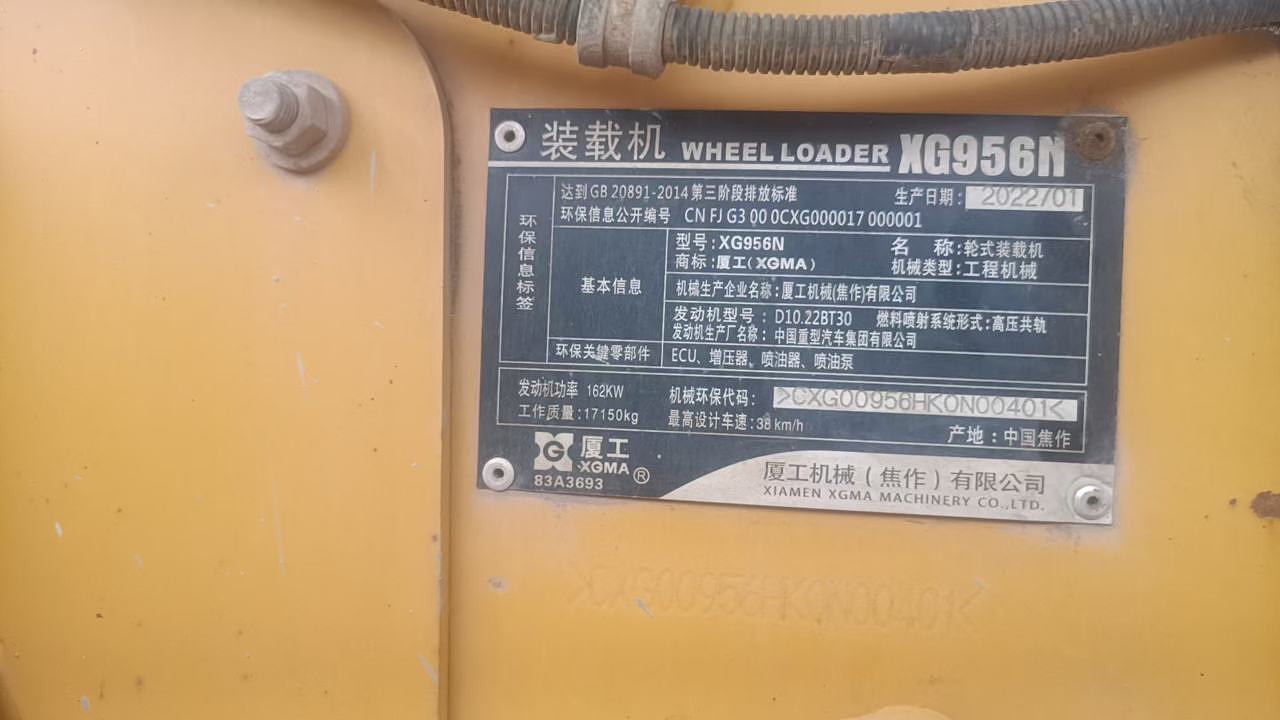 装载机 WHEEL LOADER XG956N
环保信息标签
达到GB 20891-2014 第三阶段排放标准 生产日期: 2022/01
环保信息公开编号 CN FJ G3 00 0CXG000017 000001
基本信息
型号:XG956N 名 称:轮式装载机
商标:厦工(XGMA) 机械类型:工程机械
机械生产企业名称:厦工机械(焦作)有限公司
发动机型号: D10.22BT30 燃料喷射系统形式:高压共轨
发动机生产厂名称: 中国重型汽车集团有限公司
环保关键零部件 ECU、增压器、喷油器、喷油泵
发动机功率 162KW 机械环保代码: >CXG00956HK0N00401<
工作质量:17150kg 最高设计车速:38 km/h
产地:中国焦作
厦工
XGMA®
83A3693
厦工机械(焦作)有限公司
XIAMEN XGMA MACHINERY CO.,LTD.
>CXG00956HK0N00401<